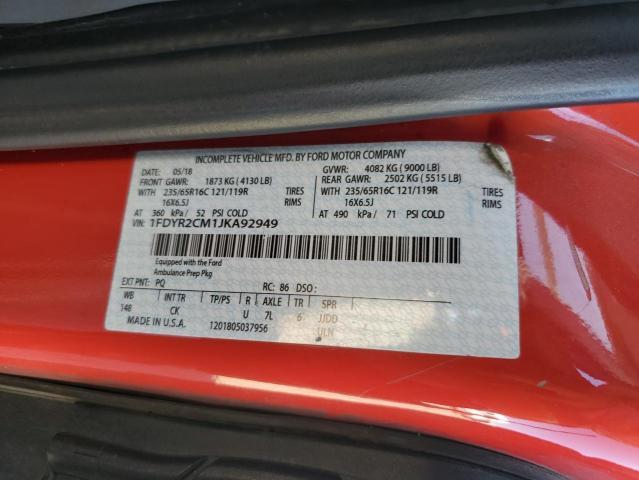 INCOMPLETE VEHICLE MFD. BY FORD MOTOR COMPANY
DATE: 05/18 GVWR: 4082 KG ( 9000 LB)
FRONT GAWR: 1873 KG ( 4130 LB) REAR GAWR: 2502 KG ( 5515 LB)
WITH 235/65R16C 121/119R TIRES WITH 235/65R16C 121/119R TIRES
16X6.5J RIMS 16X6.5J RIMS
AT 360 kPa/ 52 PSI COLD AT 490 kPa/ 71 PSI COLD
VIN: 1FDYR2CM1JKA92949
Equipped with the Ford
Ambulance Prep Pkg
EXT PNT: PQ RC: 86 DSO:
WB INT TR TP/PS R AXLE TR SPR
148 CK U 7L 6 JJDD
MADE IN U.S.A. 1201805037956 ULN